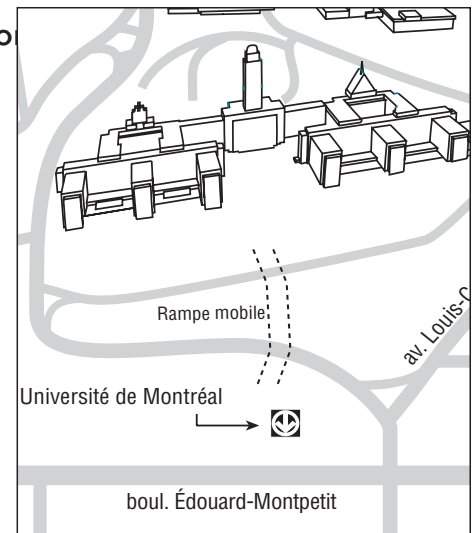 Rampe mobile
av. Louis-C
Université de Montréal
boul. Édouard-Montpetit